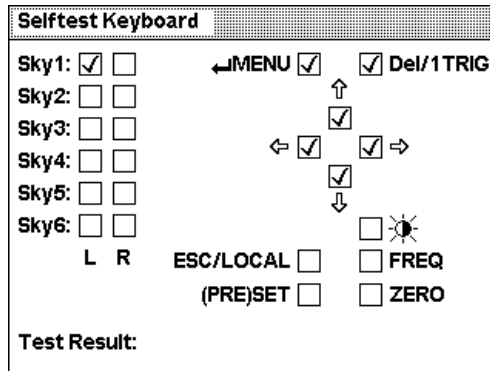 Selftest Keyboard
Sky1: MENU Del/1TRIG
Sky2:
Sky3:
Sky4:
Sky5:
Sky6:
L R ESC/LOCAL FREQ
(PRE)SET ZERO
Test Result: